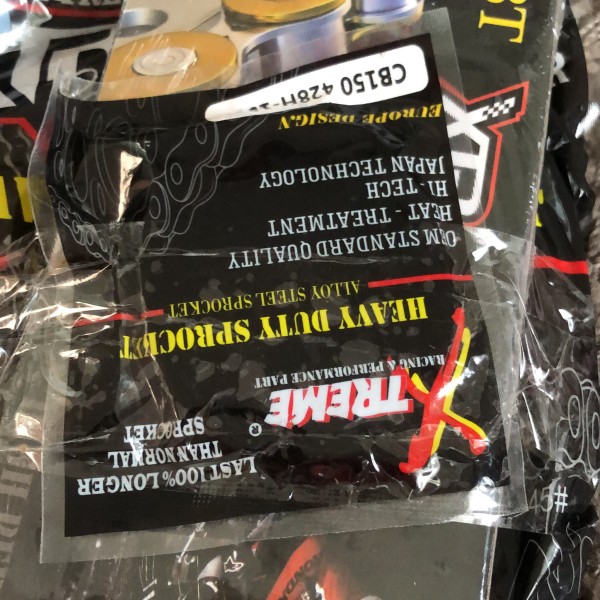 LAST 100% LONGER
THAN NORMAL
SPROCKET
XTREME®
RACING & PERFORMANCE PART
HEAVY DUTY SPROCKET
ALLOY STEEL SPROCKET
OEM STANDARD QUALITY
HEAT - TREATMENT
HI - TECH
JAPAN TECHNOLOGY
EUROPE DESIGN
CB150 428H-
45#